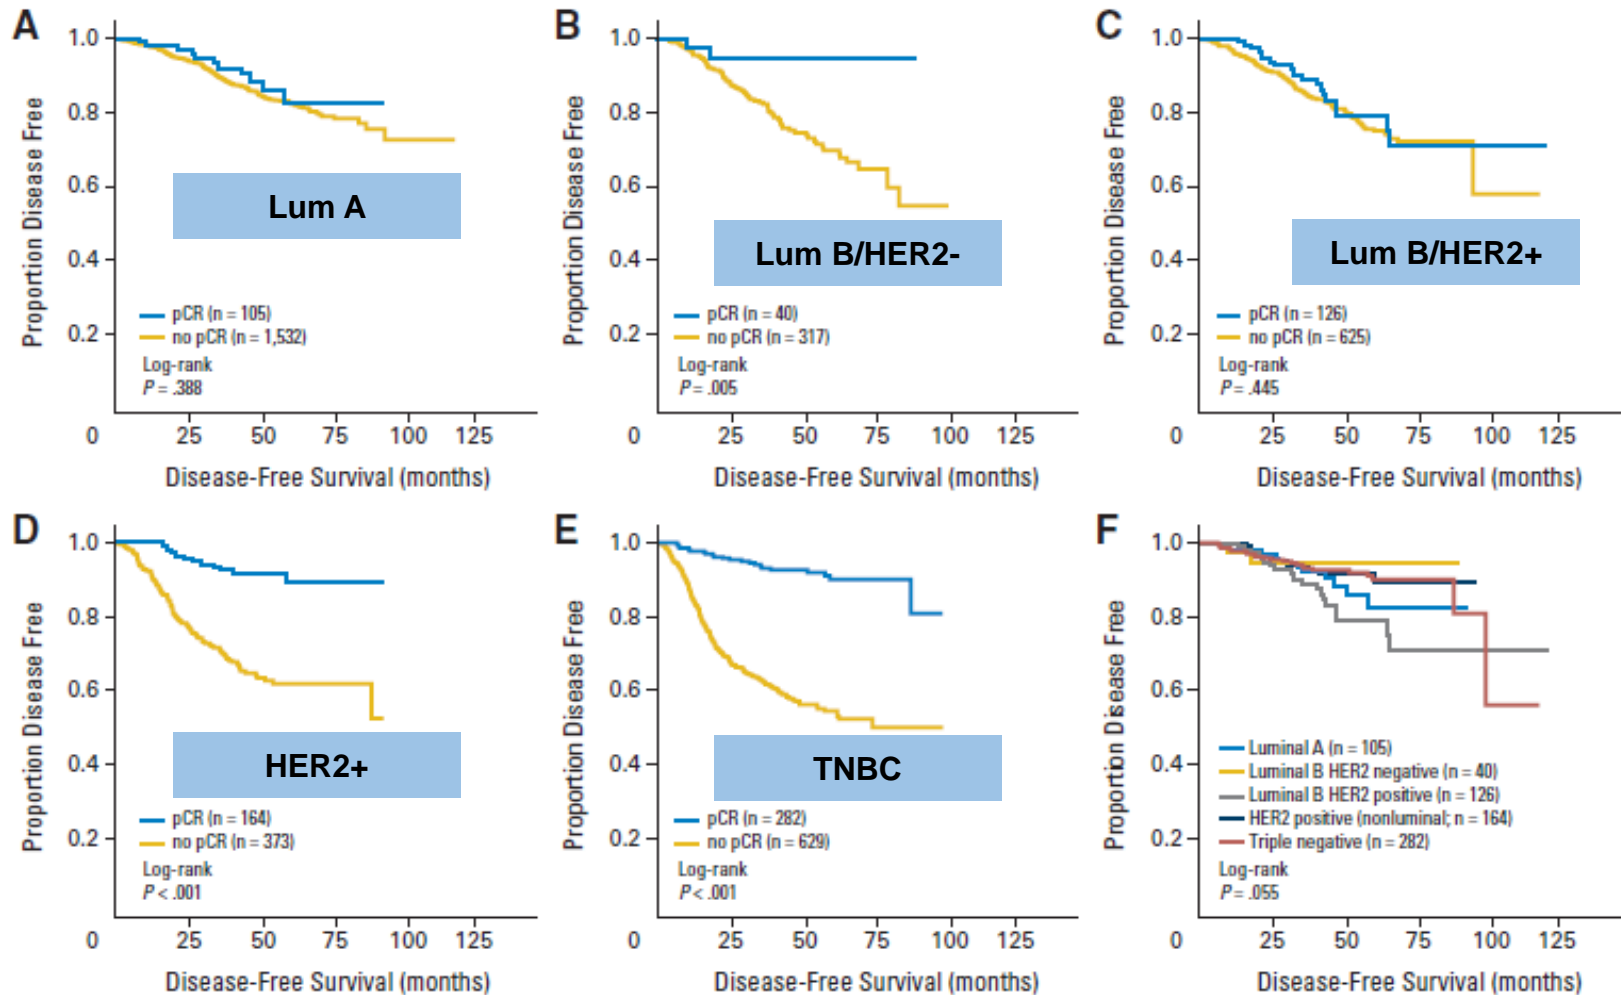 A
Proportion Disease Free
1.0
0.8
0.6
0.4
0.2
Lum A
pCR (n = 105)
no pCR (n = 1,532)
Log-rank
P = .388
0 25 50 75 100 125
Disease-Free Survival (months)
B
Proportion Disease Free
1.0
0.8
0.6
0.4
0.2
Lum B/HER2-
pCR (n = 40)
no pCR (n = 317)
Log-rank
P = .005
0 25 50 75 100 125
Disease-Free Survival (months)
C
Proportion Disease Free
1.0
0.8
0.6
0.4
0.2
Lum B/HER2+
pCR (n = 126)
no pCR (n = 625)
Log-rank
P = .445
0 25 50 75 100 125
Disease-Free Survival (months)
D
Proportion Disease Free
1.0
0.8
0.6
0.4
0.2
HER2+
pCR (n = 164)
no pCR (n = 373)
Log-rank
P < .001
0 25 50 75 100 125
Disease-Free Survival (months)
E
Proportion Disease Free
1.0
0.8
0.6
0.4
0.2
TNBC
pCR (n = 282)
no pCR (n = 629)
Log-rank
P < .001
0 25 50 75 100 125
Disease-Free Survival (months)
F
Proportion Disease Free
1.0
0.8
0.6
0.4
0.2
Luminal A (n = 105)
Luminal B HER2 negative (n = 40)
Luminal B HER2 positive (n = 126)
HER2 positive (nonluminal; n = 164)
Triple negative (n = 282)
Log-rank
P = .055
0 25 50 75 100 125
Disease-Free Survival (months)